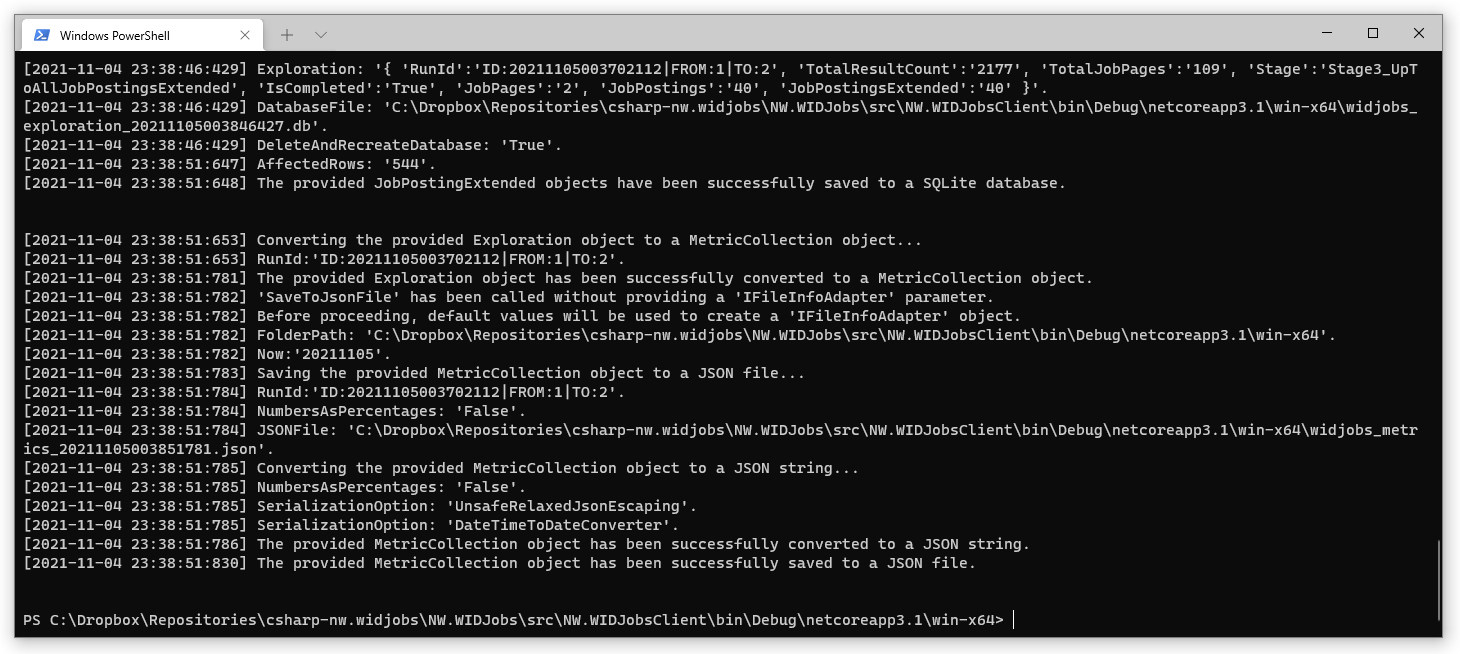 Windows PowerShell
[2021-11-04 23:38:46:429] Exploration: '{ 'RunId':'ID:20211105003702112|FROM:1|TO:2', 'TotalResultCount':'2177', 'TotalJobPages':'109', 'Stage':'Stage3_UpT
oAllJobPostingsExtended', 'IsCompleted':'True', 'JobPages':'2', 'JobPostings':'40', 'JobPostingsExtended':'40' }'.
[2021-11-04 23:38:46:429] DatabaseFile: 'C:\Dropbox\Repositories\csharp-nw.widjobs\NW.WIDJobs\src\NW.WIDJobsClient\bin\Debug\netcoreapp3.1\win-x64\widjobs_
exploration_20211105003846427.db'.
[2021-11-04 23:38:46:429] DeleteAndRecreateDatabase: 'True'.
[2021-11-04 23:38:51:647] AffectedRows: '544'.
[2021-11-04 23:38:51:648] The provided JobPostingExtended objects have been successfully saved to a SQLite database.
[2021-11-04 23:38:51:653] Converting the provided Exploration object to a MetricCollection object...
[2021-11-04 23:38:51:653] RunId:'ID:20211105003702112|FROM:1|TO:2'.
[2021-11-04 23:38:51:781] The provided Exploration object has been successfully converted to a MetricCollection object.
[2021-11-04 23:38:51:782] 'SaveToJsonFile' has been called without providing a 'IFileInfoAdapter' parameter.
[2021-11-04 23:38:51:782] Before proceeding, default values will be used to create a 'IFileInfoAdapter' object.
[2021-11-04 23:38:51:782] FolderPath: 'C:\Dropbox\Repositories\csharp-nw.widjobs\NW.WIDJobs\src\NW.WIDJobsClient\bin\Debug\netcoreapp3.1\win-x64'.
[2021-11-04 23:38:51:782] Now:'20211105'.
[2021-11-04 23:38:51:783] Saving the provided MetricCollection object to a JSON file...
[2021-11-04 23:38:51:784] RunId:'ID:20211105003702112|FROM:1|TO:2'.
[2021-11-04 23:38:51:784] NumbersAsPercentages: 'False'.
[2021-11-04 23:38:51:784] JSONFile: 'C:\Dropbox\Repositories\csharp-nw.widjobs\NW.WIDJobs\src\NW.WIDJobsClient\bin\Debug\netcoreapp3.1\win-x64\widjobs_metr
ics_20211105003851781.json'.
[2021-11-04 23:38:51:785] Converting the provided MetricCollection object to a JSON string...
[2021-11-04 23:38:51:785] NumbersAsPercentages: 'False'.
[2021-11-04 23:38:51:785] SerializationOption: 'UnsafeRelaxedJsonEscaping'.
[2021-11-04 23:38:51:785] SerializationOption: 'DateTimeToDateConverter'.
[2021-11-04 23:38:51:786] The provided MetricCollection object has been successfully converted to a JSON string.
[2021-11-04 23:38:51:830] The provided MetricCollection object has been successfully saved to a JSON file.
PS C:\Dropbox\Repositories\csharp-nw.widjobs\NW.WIDJobs\src\NW.WIDJobsClient\bin\Debug\netcoreapp3.1\win-x64>